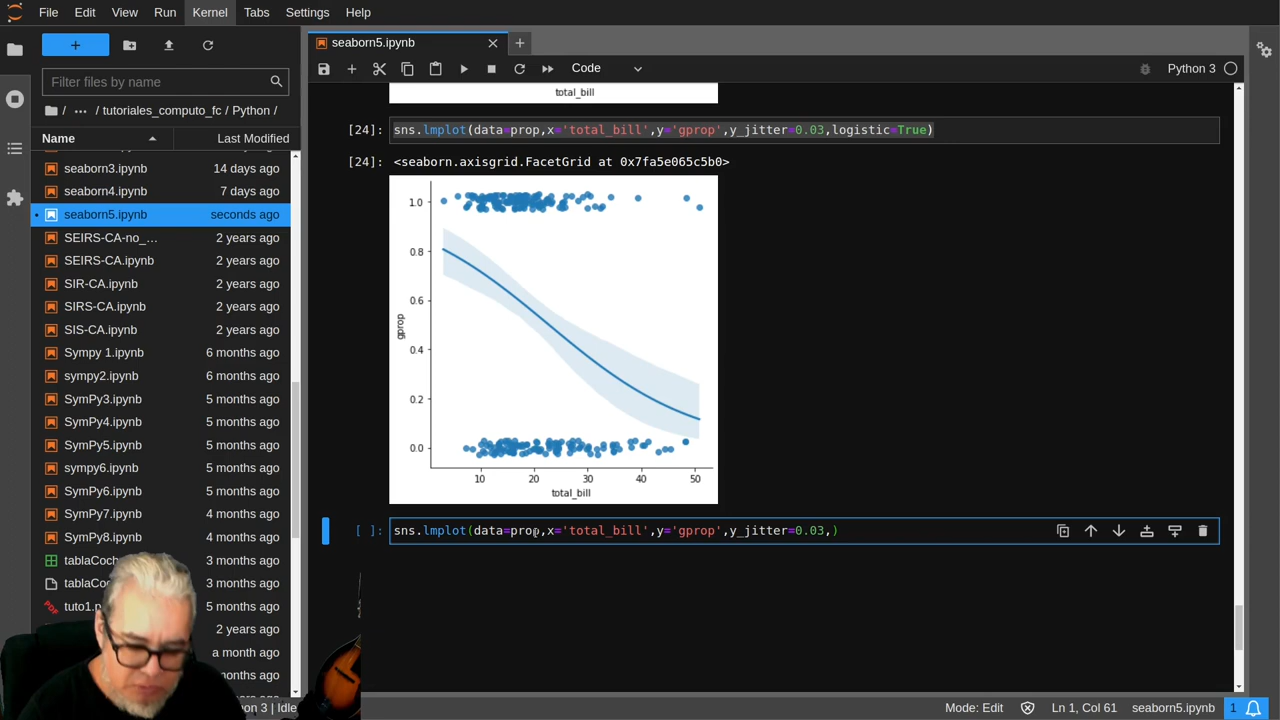 File Edit View Run Kernel Tabs Settings Help
seaborn5.ipynb
Filter files by name
Code
Python 3
/ ... / tutoriales_computo_fc / Python /
Name Last Modified
seaborn3.ipynb 14 days ago
seaborn4.ipynb 7 days ago
seaborn5.ipynb seconds ago
SEIRS-CA-no_... 2 years ago
SEIRS-CA.ipynb 2 years ago
SIR-CA.ipynb 2 years ago
SIRS-CA.ipynb 2 years ago
SIS-CA.ipynb 2 years ago
Sympy 1.ipynb 6 months ago
sympy2.ipynb 6 months ago
SymPy3.ipynb 5 months ago
SymPy4.ipynb 5 months ago
SymPy5.ipynb 5 months ago
sympy6.ipynb 5 months ago
SymPy6.ipynb 5 months ago
SymPy7.ipynb 5 months ago
SymPy8.ipynb 4 months ago
tablaCoch 3 months ago
tablaCoc 3 months ago
tuto1.p 5 months ago
2 years ago
a month ago
months ago
total_bill
[24]: sns.lmplot(data=prop,x='total_bill',y='gprop',y_jitter=0.03,logistic=True)
[24]: <seaborn.axisgrid.FacetGrid at 0x7fa5e065c5b0>
1.0
0.8
0.6
0.4
0.2
0.0
gprop
10 20 30 40 50
total_bill
[ ]: sns.lmplot(data=prop,x='total_bill',y='gprop',y_jitter=0.03,)
on 3 | Idle
Mode: Edit
Ln 1, Col 61
seaborn5.ipynb
1